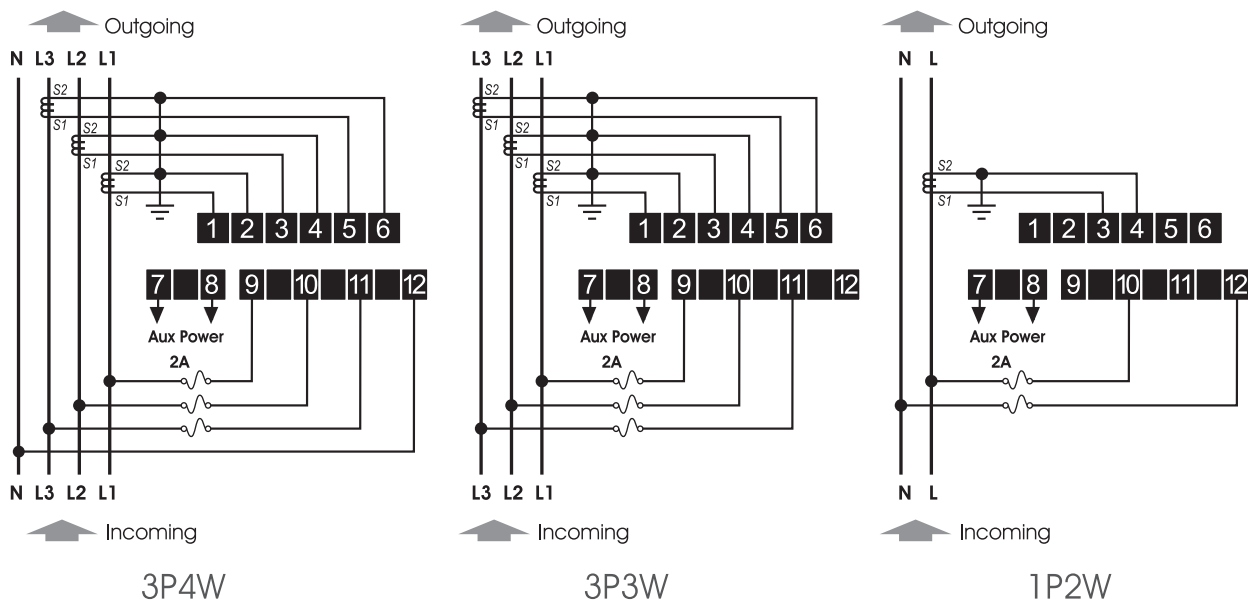 Outgoing
N L3 L2 L1
S2
S1
S2
S1
S2
S1
1 2 3 4 5 6
7 8 9 10 11 12
Aux Power
2A
N L3 L2 L1
Incoming
3P4W
Outgoing
L3 L2 L1
S2
S1
S2
S1
S2
S1
1 2 3 4 5 6
7 8 9 10 11 12
Aux Power
2A
L3 L2 L1
Incoming
3P3W
Outgoing
N L
S2
S1
1 2 3 4 5 6
7 8 9 10 11 12
Aux Power
2A
N L
Incoming
1P2W